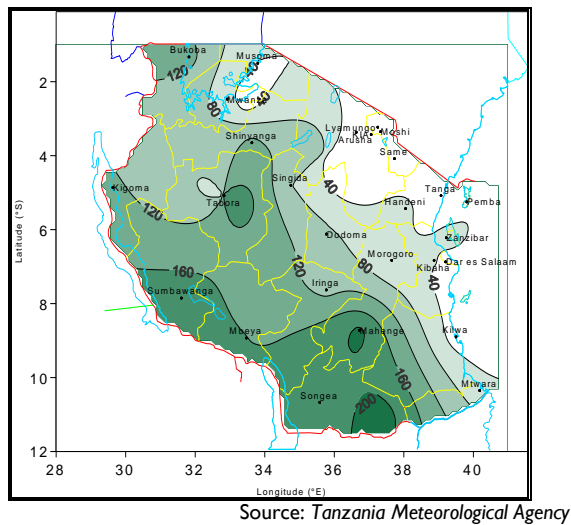 Bukoba
Musoma
120
40
2
Mwanza
40
80
Lyamungo
KIA
Moshi
Shinyanga
Arusha
4
Same
Singida
40
Kigoma
Tabora
Tanga
Handeni
Pemba
120
6
Dodoma
Zanzibar
Latitude (°S)
120
80
Morogoro
Kibaha
Dar es Salaam
160
40
Iringa
8
Sumbawanga
Mbeya
Mahenge
Kilwa
10
160
Mtwara
Songea
200
12
28 30 32 34 36 38 40
Longitude (°E)
Source: Tanzania Meteorological Agency